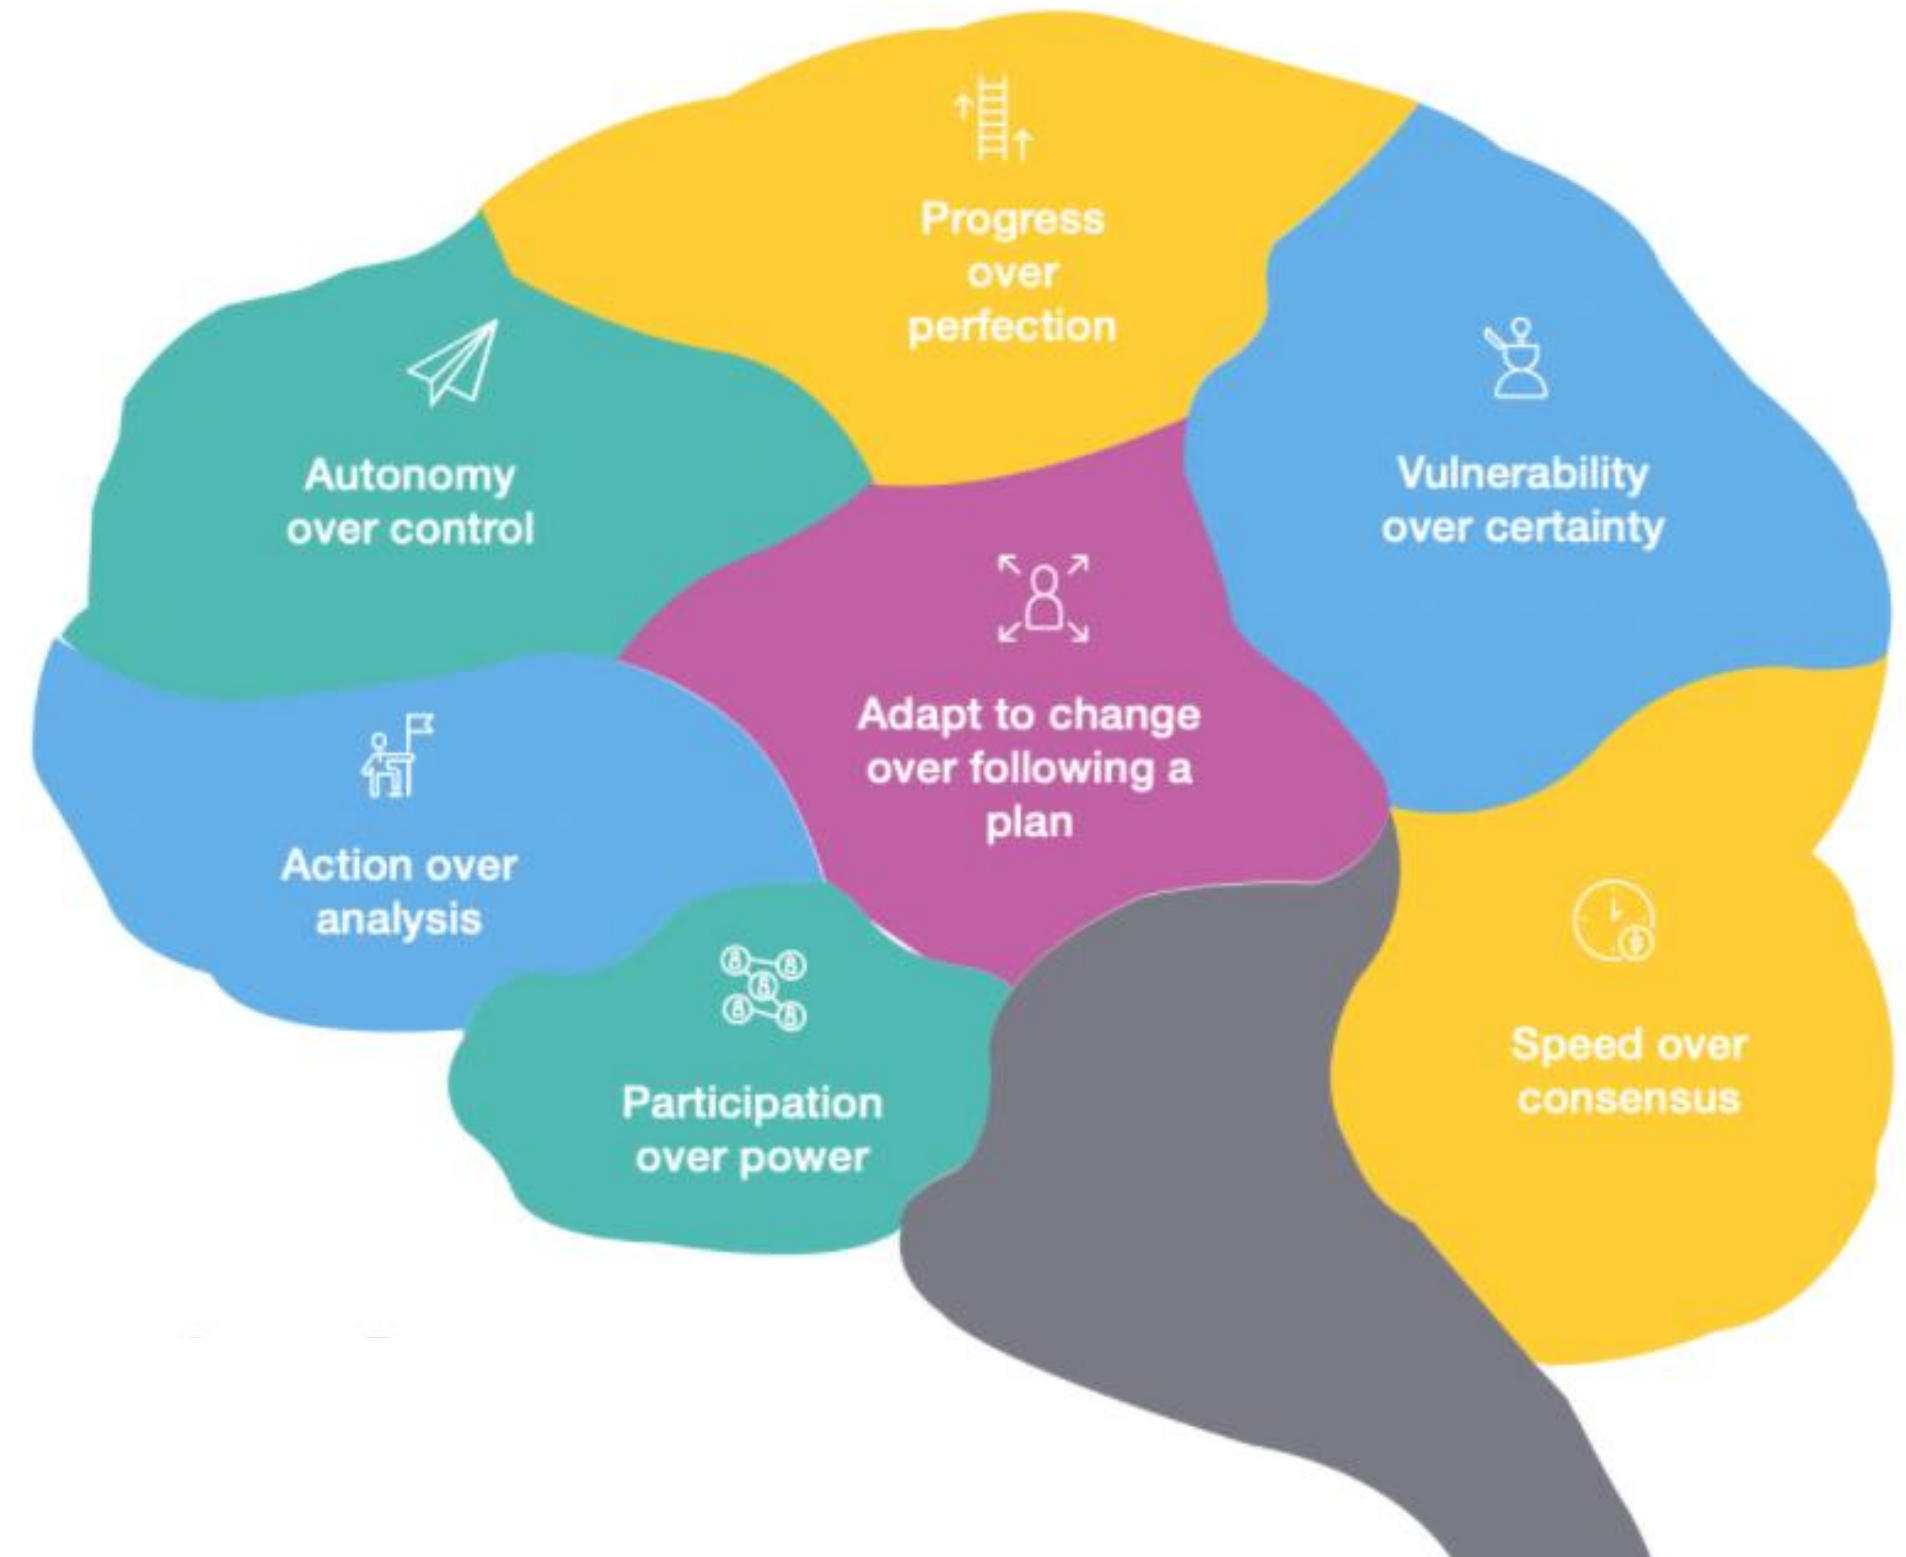 Progress
over
perfection
Autonomy
over control
Vulnerability
over certainty
Adapt to change
over following a
plan
Action over
analysis
Participation
over power
Speed over
consensus